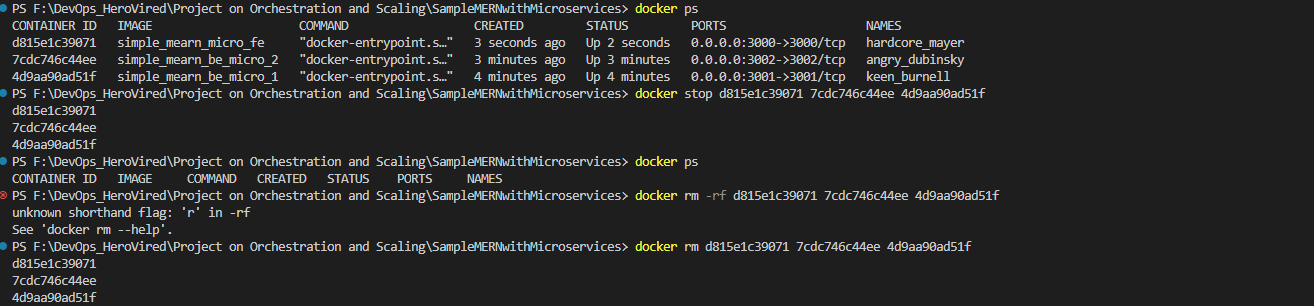 PS F:\DevOps_HeroVired\Project on Orchestration and Scaling\SampleMERNwithMicroservices> docker ps
CONTAINER ID   IMAGE                    COMMAND                  CREATED         STATUS         PORTS                    NAMES
d815e1c39071   simple_mearn_micro_fe    "docker-entrypoint.s…"   3 seconds ago   Up 2 seconds   0.0.0.0:3000->3000/tcp   hardcore_mayer
7cdc746c44ee   simple_mearn_be_micro_2   "docker-entrypoint.s…"   3 minutes ago   Up 3 minutes   0.0.0.0:3002->3002/tcp   angry_dubinsky
4d9aa90ad51f   simple_mearn_be_micro_1   "docker-entrypoint.s…"   4 minutes ago   Up 4 minutes   0.0.0.0:3001->3001/tcp   keen_burnell
PS F:\DevOps_HeroVired\Project on Orchestration and Scaling\SampleMERNwithMicroservices> docker stop d815e1c39071 7cdc746c44ee 4d9aa90ad51f
d815e1c39071
7cdc746c44ee
4d9aa90ad51f
PS F:\DevOps_HeroVired\Project on Orchestration and Scaling\SampleMERNwithMicroservices> docker ps
CONTAINER ID   IMAGE     COMMAND   CREATED   STATUS    PORTS     NAMES
PS F:\DevOps_HeroVired\Project on Orchestration and Scaling\SampleMERNwithMicroservices> docker rm -rf d815e1c39071 7cdc746c44ee 4d9aa90ad51f
unknown shorthand flag: 'r' in -rf
See 'docker rm --help'.
PS F:\DevOps_HeroVired\Project on Orchestration and Scaling\SampleMERNwithMicroservices> docker rm d815e1c39071 7cdc746c44ee 4d9aa90ad51f
d815e1c39071
7cdc746c44ee
4d9aa90ad51f